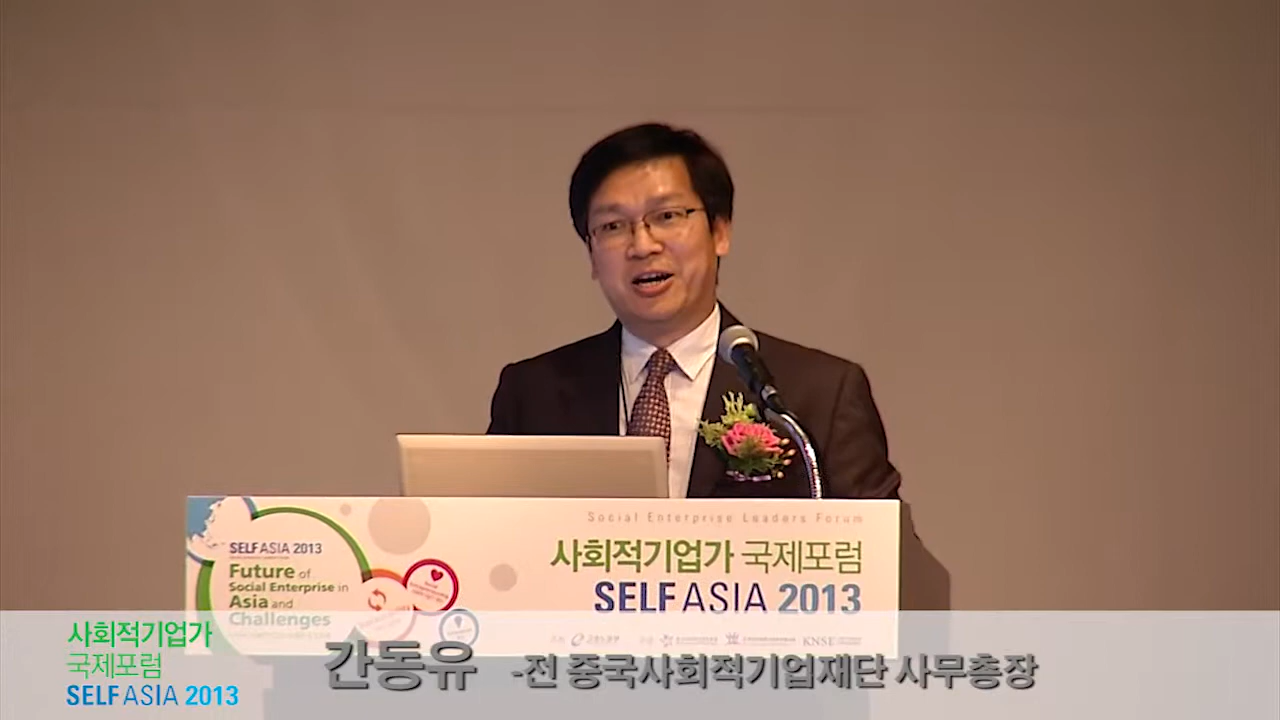 Social Enterprise Leaders Forum
사회적기업가 국제포럼
SELF ASIA 2013
SELF ASIA 2013
Future of
Social Enterprise in
Asia and
Challenges
KNSE
사회적기업가
국제포럼
SELF ASIA 2013
간동유 -전 중국사회적기업재단 사무총장